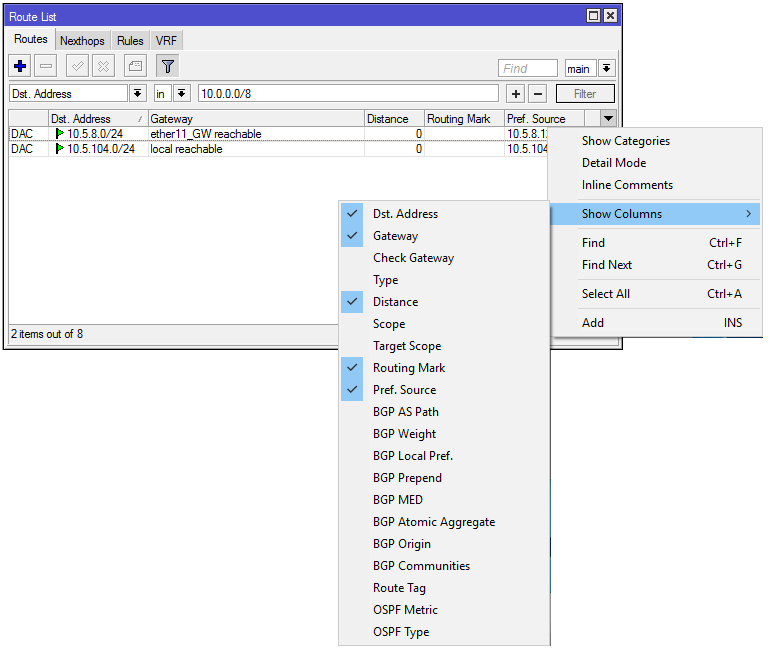 Route List
Routes Nexthops Rules VRF
Find main
Dst. Address in 10.0.0.0/8 Filter
Dst. Address Gateway Distance Routing Mark Pref. Source
DAC 10.5.8.0/24 ether11_GW reachable 0 10.5.8.1
DAC 10.5.104.0/24 local reachable 0 10.5.104
2 items out of 8
Show Categories
Detail Mode
Inline Comments
Show Columns
Find Ctrl+F
Find Next Ctrl+G
Select All Ctrl+A
Add INS
Dst. Address
Gateway
Check Gateway
Type
Distance
Scope
Target Scope
Routing Mark
Pref. Source
BGP AS Path
BGP Weight
BGP Local Pref.
BGP Prepend
BGP MED
BGP Atomic Aggregate
BGP Origin
BGP Communities
Route Tag
OSPF Metric
OSPF Type